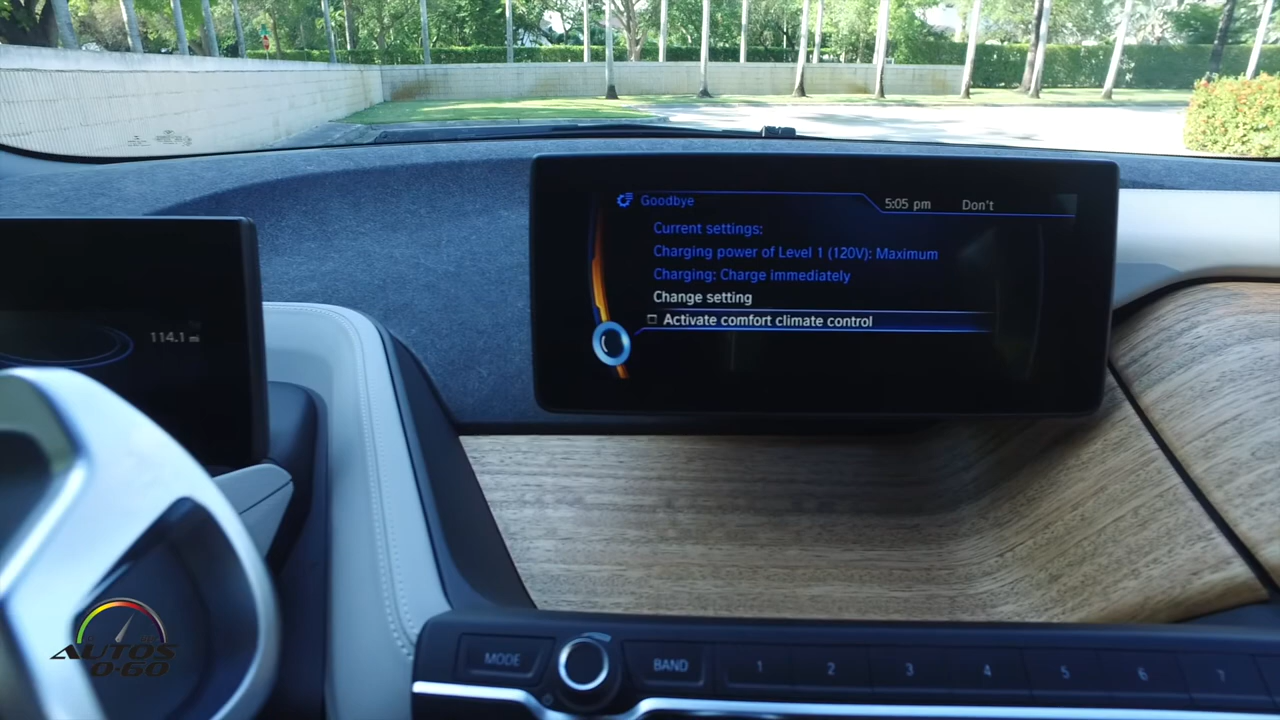 Goodbye
5:05 pm
Don't
Current settings:
Charging power of Level 1 (120V): Maximum
Charging: Charge immediately
Change setting
Activate comfort climate control
114.1 mi
MODE
BAND
1
2
3
4
5
6
7
AUTOS
0-60